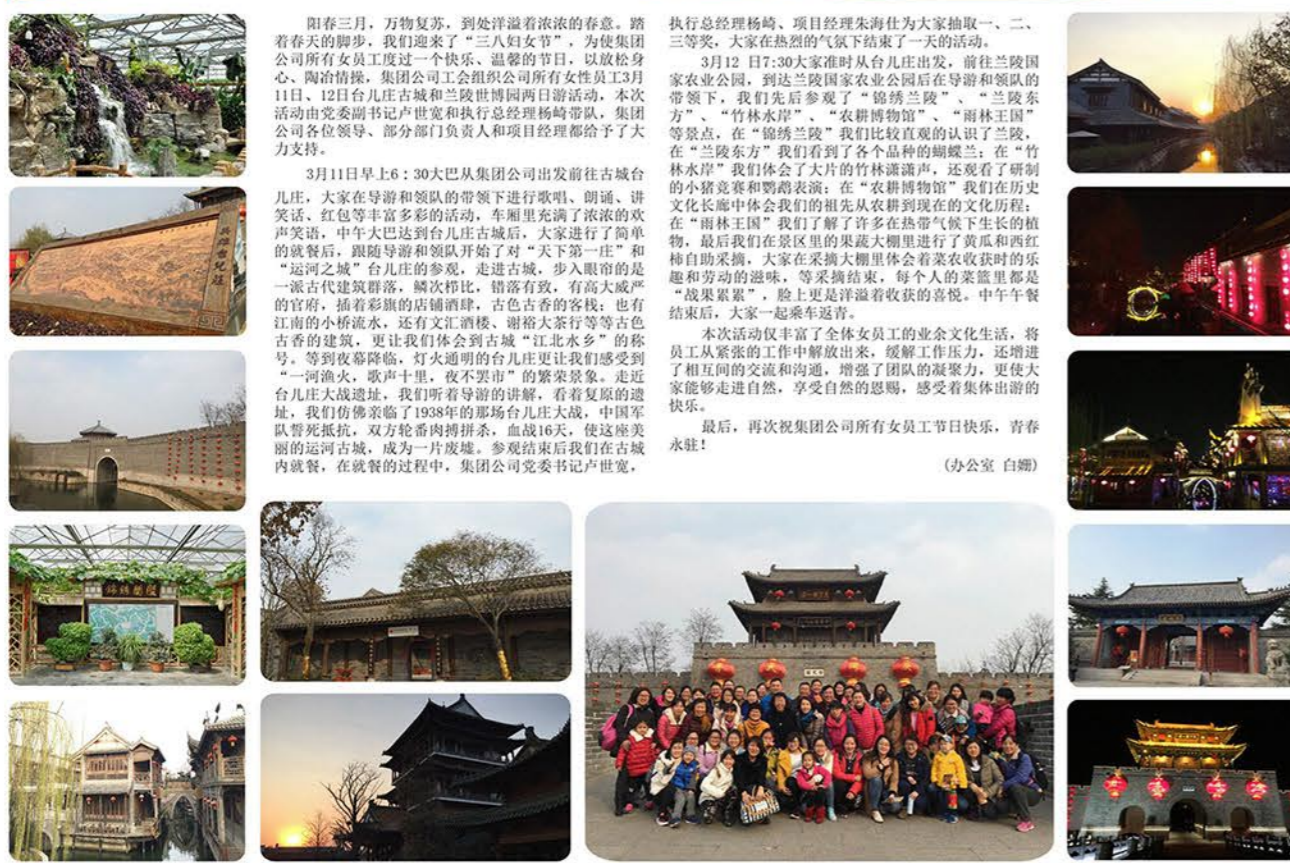 阳春三月，万物复苏，到处洋溢着浓浓的春意。踏
着春天的脚步，我们迎来了“三八妇女节”，为使集团
公司所有女员工度过一个快乐、温馨的节日，以放松身
心、陶冶情操，集团公司工会组织公司所有女性员工3月
11日、12日台儿庄古城和兰陵世博园两日游活动，本次
活动由党委副书记卢世宽和执行总经理杨崎带队，集团
公司各位领导、部分部门负责人和项目经理都给予了大
力支持。
3月11日早上6：30大巴从集团公司出发前往古城台
儿庄，大家在导游和领队的带领下进行歌唱、朗诵、讲
笑话、红包等丰富多彩的活动，车厢里充满了浓浓的欢
声笑语，中午大巴达到台儿庄古城后，大家进行了简单
的就餐后，跟随导游和领队开始了对“天下第一庄”和
“运河之城”台儿庄的参观，走进古城，步入眼帘的是
一派古代建筑群落，鳞次栉比，错落有致，有高大威严
的官府，插着彩旗的店铺酒肆，古色古香的客栈；也有
江南的小桥流水，还有文汇酒楼、谢裕大茶行等等古色
古香的建筑，更让我们体会到古城“江北水乡”的称
号。等到夜幕降临，灯火通明的台儿庄更让我们感受到
“一河渔火，歌声十里，夜不罢市”的繁荣景象。走近
台儿庄大战遗址，我们听着导游的讲解，看着复原的遗
址，我们仿佛亲临了1938年的那场台儿庄大战，中国军
队誓死抵抗，双方轮番肉搏拼杀，血战16天，使这座美
丽的运河古城，成为一片废墟。参观结束后我们在古城
内就餐，在就餐的过程中，集团公司党委书记卢世宽，
执行总经理杨崎、项目经理朱海仕为大家抽取一、二、
三等奖，大家在热烈的气氛下结束了一天的活动。
3月12 日7:30大家准时从台儿庄出发，前往兰陵国
家农业公园，到达兰陵国家农业公园后在导游和领队的
带领下，我们先后参观了“锦绣兰陵”、“兰陵东
方”、“竹林水岸”、“农耕博物馆”、“雨林王国”
等景点，在“锦绣兰陵”我们比较直观的认识了兰陵，
在“兰陵东方”我们看到了各个品种的蝴蝶兰；在“竹
林水岸”我们体会了大片的竹林潇潇声，还观看了研制
的小猪竞赛和鹦鹉表演；在“农耕博物馆”我们在历史
文化长廊中体会我们的祖先从农耕到现在的文化历程；
在“雨林王国”我们了解了许多在热带气候下生长的植
物，最后我们在景区里的果蔬大棚里进行了黄瓜和西红
柿自助采摘，大家在采摘大棚里体会着菜农收获时的乐
趣和劳动的滋味，等采摘结束，每个人的菜篮里都是
“战果累累”，脸上更是洋溢着收获的喜悦。中午午餐
结束后，大家一起乘车返青。
本次活动仅丰富了全体女员工的业余文化生活，将
员工从紧张的工作中解放出来，缓解工作压力，还增进
了相互间的交流和沟通，增强了团队的凝聚力，更使大
家能够走进自然，享受自然的恩赐，感受着集体出游的
快乐。
最后，再次祝集团公司所有女员工节日快乐，青春
永驻！
(办公室 白姗)